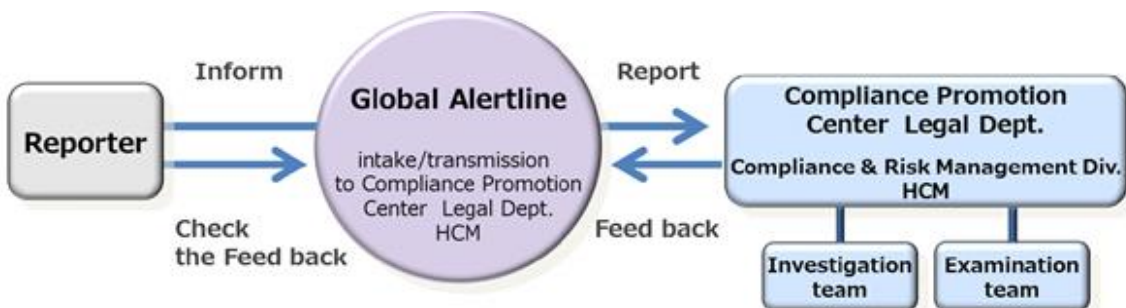 Inform
Reporter
Check
the Feed back
Global Alertline
intake/transmission
to Compliance Promotion
Center Legal Dept.
HCM
Report
Feed back
Compliance Promotion
Center Legal Dept.
Compliance & Risk Management Div.
HCM
Investigation
team
Examination
team